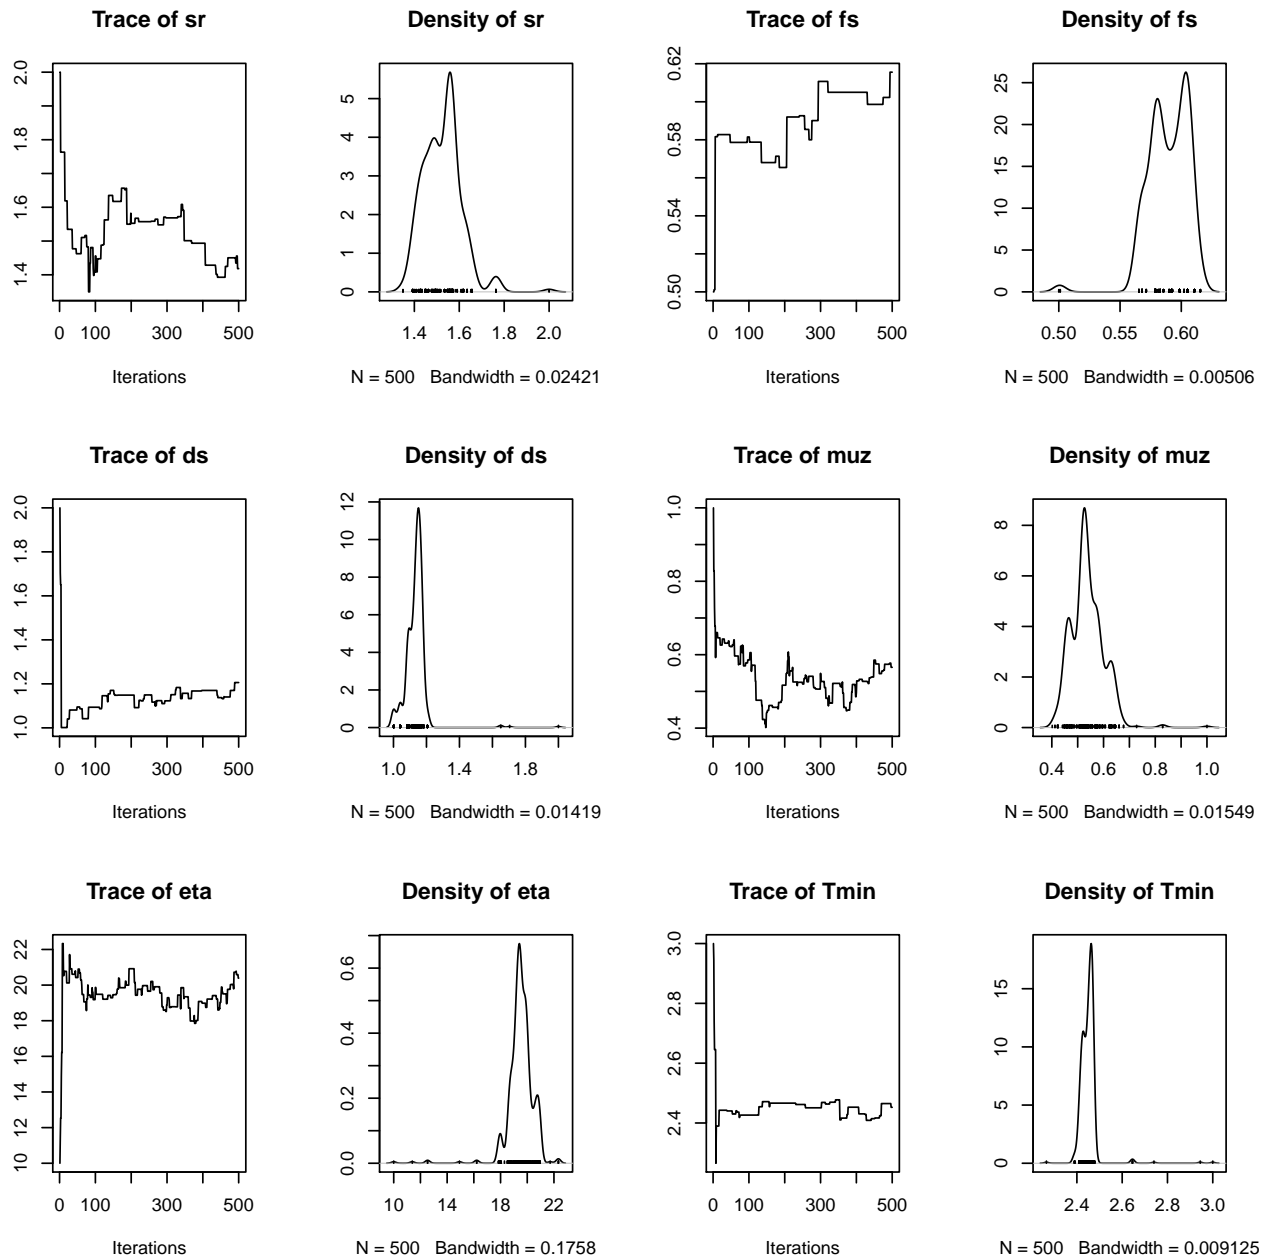 Trace of sr
Density of sr
Trace of fs
Density of fs
2.0
1.8
1.6
1.4
0 100 300 500
Iterations
5
4
3
2
1
0
1.4 1.6 1.8 2.0
N = 500 Bandwidth = 0.02421
0.62
0.58
0.54
0.50
0 100 300 500
Iterations
25
20
15
10
5
0
0.50 0.55 0.60
N = 500 Bandwidth = 0.00506
Trace of ds
Density of ds
Trace of muz
Density of muz
2.0
1.8
1.6
1.4
1.2
1.0
0 100 300 500
Iterations
12
10
8
6
4
2
0
1.0 1.4 1.8
N = 500 Bandwidth = 0.01419
1.0
0.8
0.6
0.4
0 100 300 500
Iterations
8
6
4
2
0
0.4 0.6 0.8 1.0
N = 500 Bandwidth = 0.01549
Trace of eta
Density of eta
Trace of Tmin
Density of Tmin
22
20
18
16
14
12
10
0 100 300 500
Iterations
0.6
0.4
0.2
0.0
10 14 18 22
N = 500 Bandwidth = 0.1758
3.0
2.8
2.6
2.4
0 100 300 500
Iterations
15
10
5
0
2.4 2.6 2.8 3.0
N = 500 Bandwidth = 0.009125